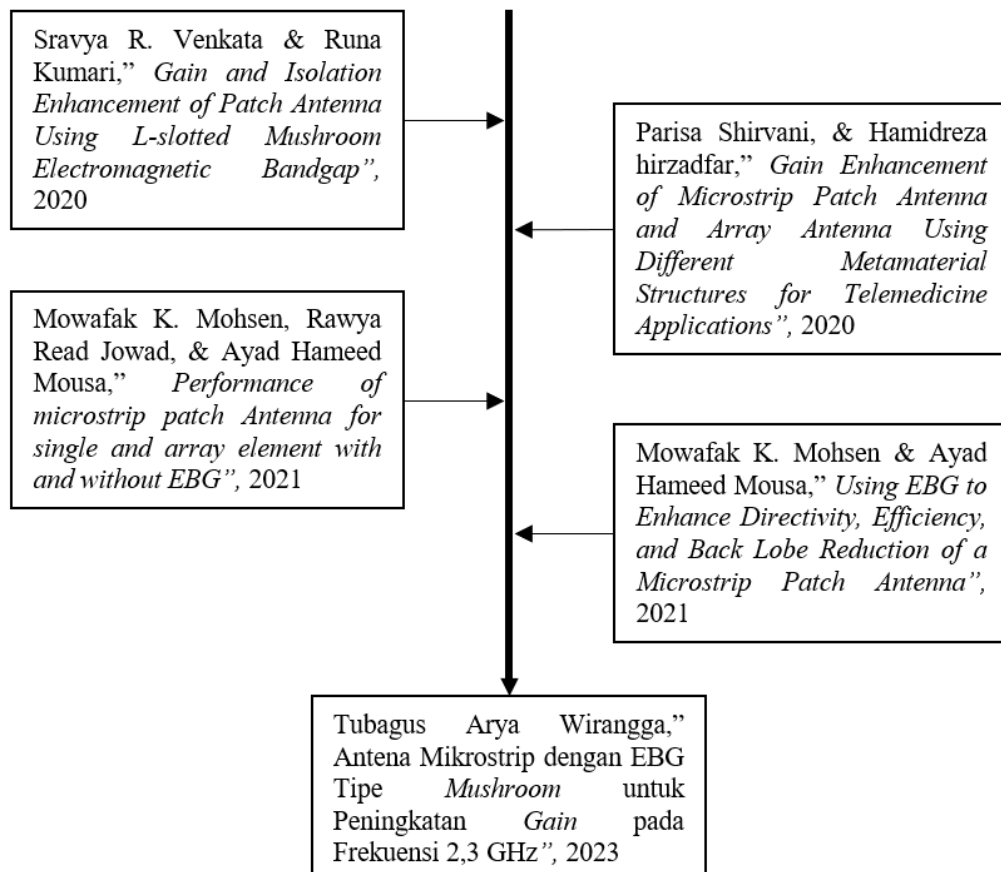 Sravya R. Venkata & Runa
Kumari,” Gain and Isolation
Enhancement of Patch Antenna
Using L-slotted Mushroom
Electromagnetic Bandgap”,
2020
Parisa Shirvani, & Hamidreza
hirzadfar,” Gain Enhancement
of Microstrip Patch Antenna
and Array Antenna Using
Different Metamaterial
Structures for Telemedicine
Applications”, 2020
Mowafak K. Mohsen, Rawya
Read Jowad, & Ayad Hameed
Mousa,” Performance of
microstrip patch Antenna for
single and array element with
and without EBG”, 2021
Mowafak K. Mohsen & Ayad
Hameed Mousa,” Using EBG to
Enhance Directivity, Efficiency,
and Back Lobe Reduction of a
Microstrip Patch Antenna”,
2021
Tubagus Arya Wirangga,”
Antena Mikrostrip dengan EBG
Tipe Mushroom untuk
Peningkatan Gain pada
Frekuensi 2,3 GHz”, 2023